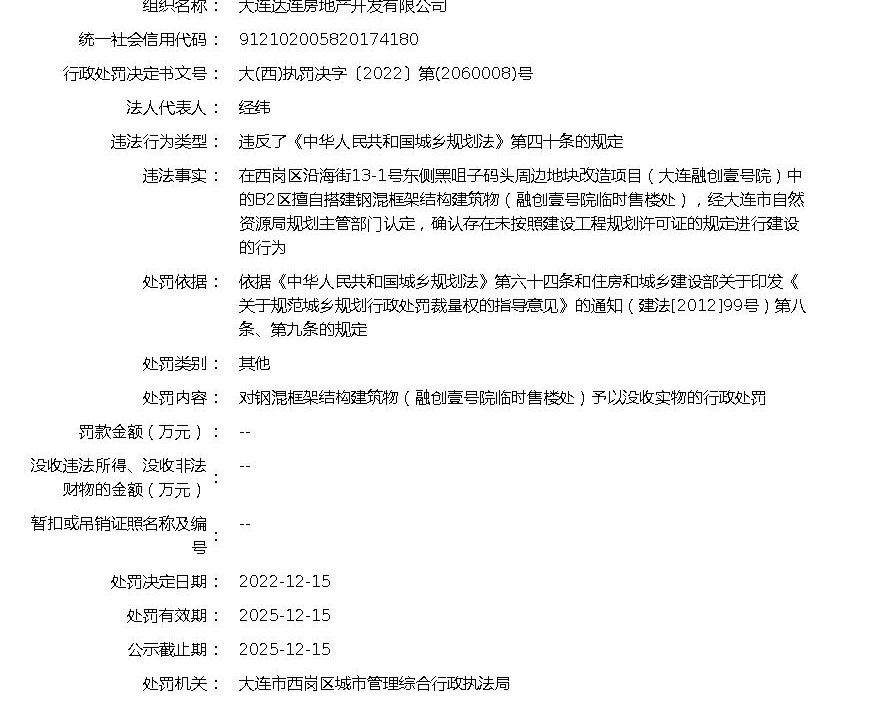 组织名称： 大连达连房地产开发有限公司
统一社会信用代码： 912102005820174180
行政处罚决定书文号： 大(西)执罚决字〔2022〕第(2060008)号
法人代表人： 经纬
违法行为类型： 违反了《中华人民共和国城乡规划法》第四十条的规定
违法事实： 在西岗区沿海街13-1号东侧黑咀子码头周边地块改造项目（大连融创壹号院）中
的B2区擅自搭建钢混框架结构建筑物（融创壹号院临时售楼处），经大连市自然
资源局规划主管部门认定，确认存在未按照建设工程规划许可证的规定进行建设
的行为
处罚依据： 依据《中华人民共和国城乡规划法》第六十四条和住房和城乡建设部关于印发《
关于规范城乡规划行政处罚裁量权的指导意见》的通知（建法[2012]99号）第八
条、第九条的规定
处罚类别： 其他
处罚内容： 对钢混框架结构建筑物（融创壹号院临时售楼处）予以没收实物的行政处罚
罚款金额（万元）： --
没收违法所得、没收非法
财物的金额（万元）： --
暂扣或吊销证照名称及编
号： --
处罚决定日期： 2022-12-15
处罚有效期： 2025-12-15
公示截止期： 2025-12-15
处罚机关： 大连市西岗区城市管理综合行政执法局